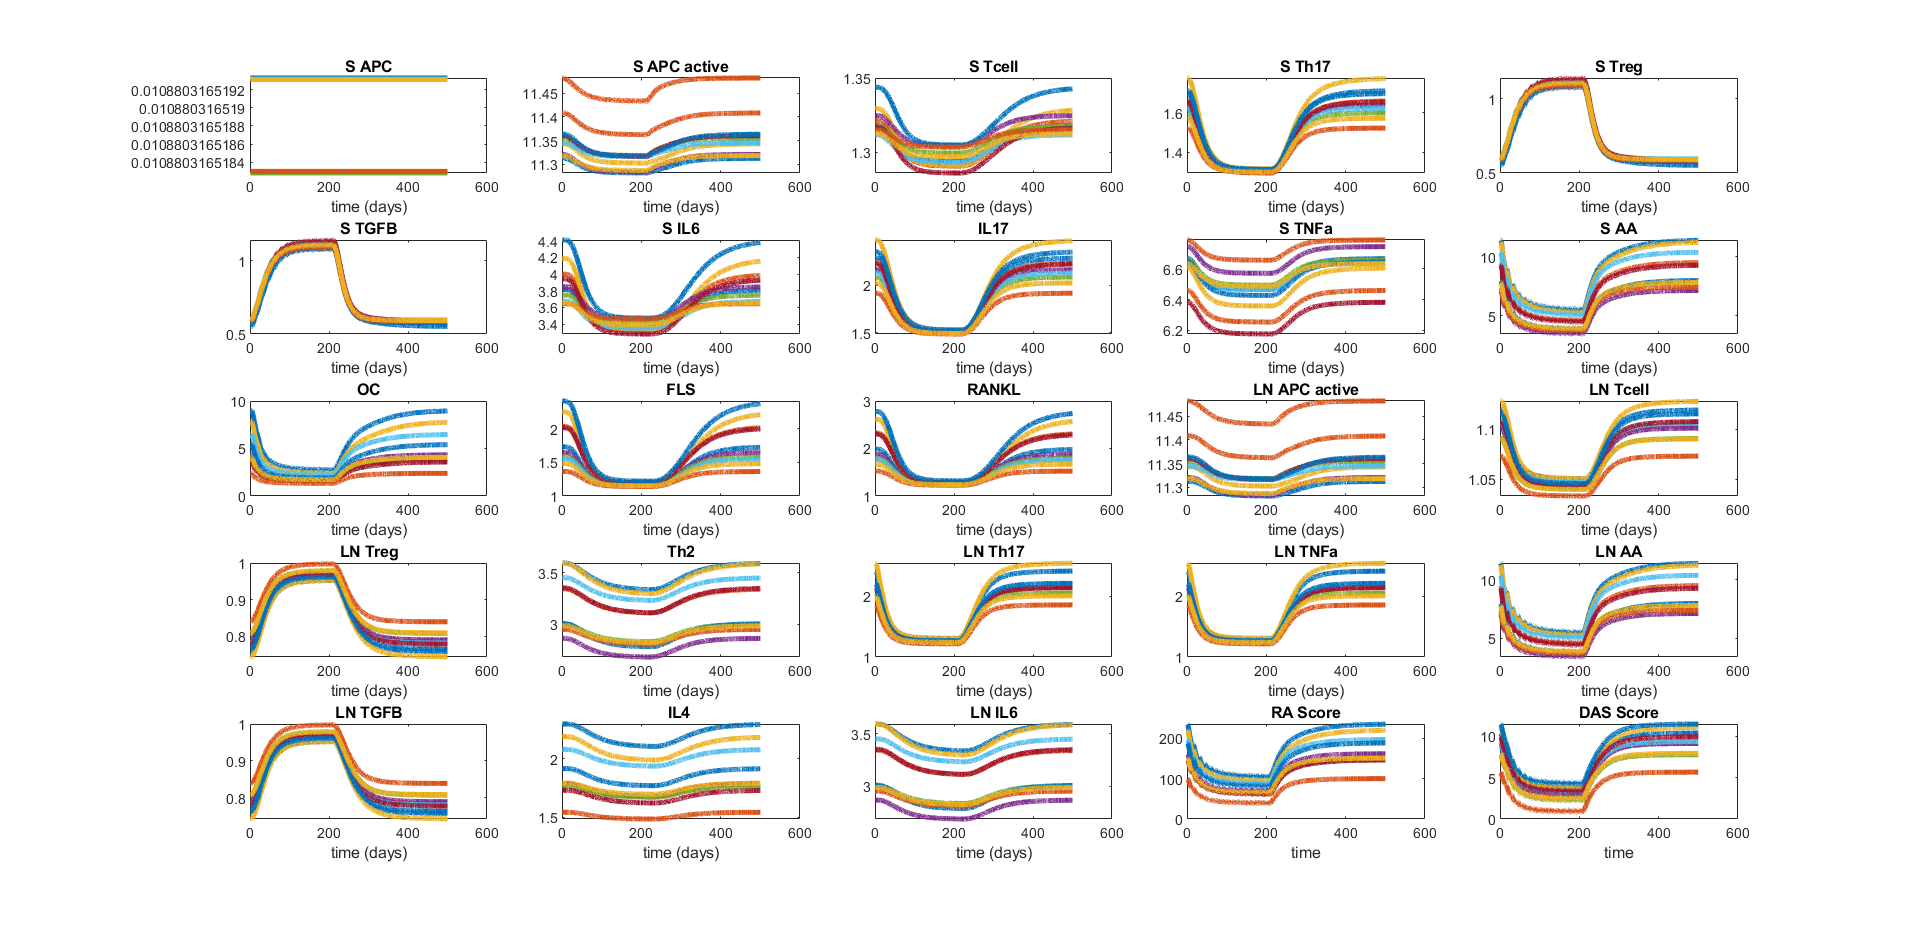 S APC
0.0108803165192
0.010880316519
0.0108803165188
0.0108803165186
0.0108803165184
0 200 400 600
time (days)
S APC active
11.45
11.4
11.35
11.3
0 200 400 600
time (days)
S Tcell
1.35
1.3
0 200 400 600
time (days)
S Th17
1.6
1.4
0 200 400 600
time (days)
S Treg
1
0.5
0 200 400 600
time (days)
S TGFB
1
0.5
0 200 400 600
time (days)
S IL6
4.4
4.2
4
3.8
3.6
3.4
0 200 400 600
time (days)
IL17
2
1.5
0 200 400 600
time (days)
S TNFa
6.6
6.4
6.2
0 200 400 600
time (days)
S AA
10
5
0 200 400 600
time (days)
OC
10
5
0
0 200 400 600
time (days)
FLS
2
1.5
1
0 200 400 600
time (days)
RANKL
3
2
1
0 200 400 600
time (days)
LN APC active
11.45
11.4
11.35
11.3
0 200 400 600
time (days)
LN Tcell
1.1
1.05
0 200 400 600
time (days)
LN Treg
1
0.9
0.8
0 200 400 600
time (days)
Th2
3.5
3
0 200 400 600
time (days)
LN Th17
2
1
0 200 400 600
time (days)
LN TNFa
2
1
0 200 400 600
time (days)
LN AA
10
5
0 200 400 600
time (days)
LN TGFB
1
0.9
0.8
0 200 400 600
time (days)
IL4
2
1.5
0 200 400 600
time (days)
LN IL6
3.5
3
0 200 400 600
time (days)
RA Score
200
100
0
0 200 400 600
time
DAS Score
10
5
0
0 200 400 600
time